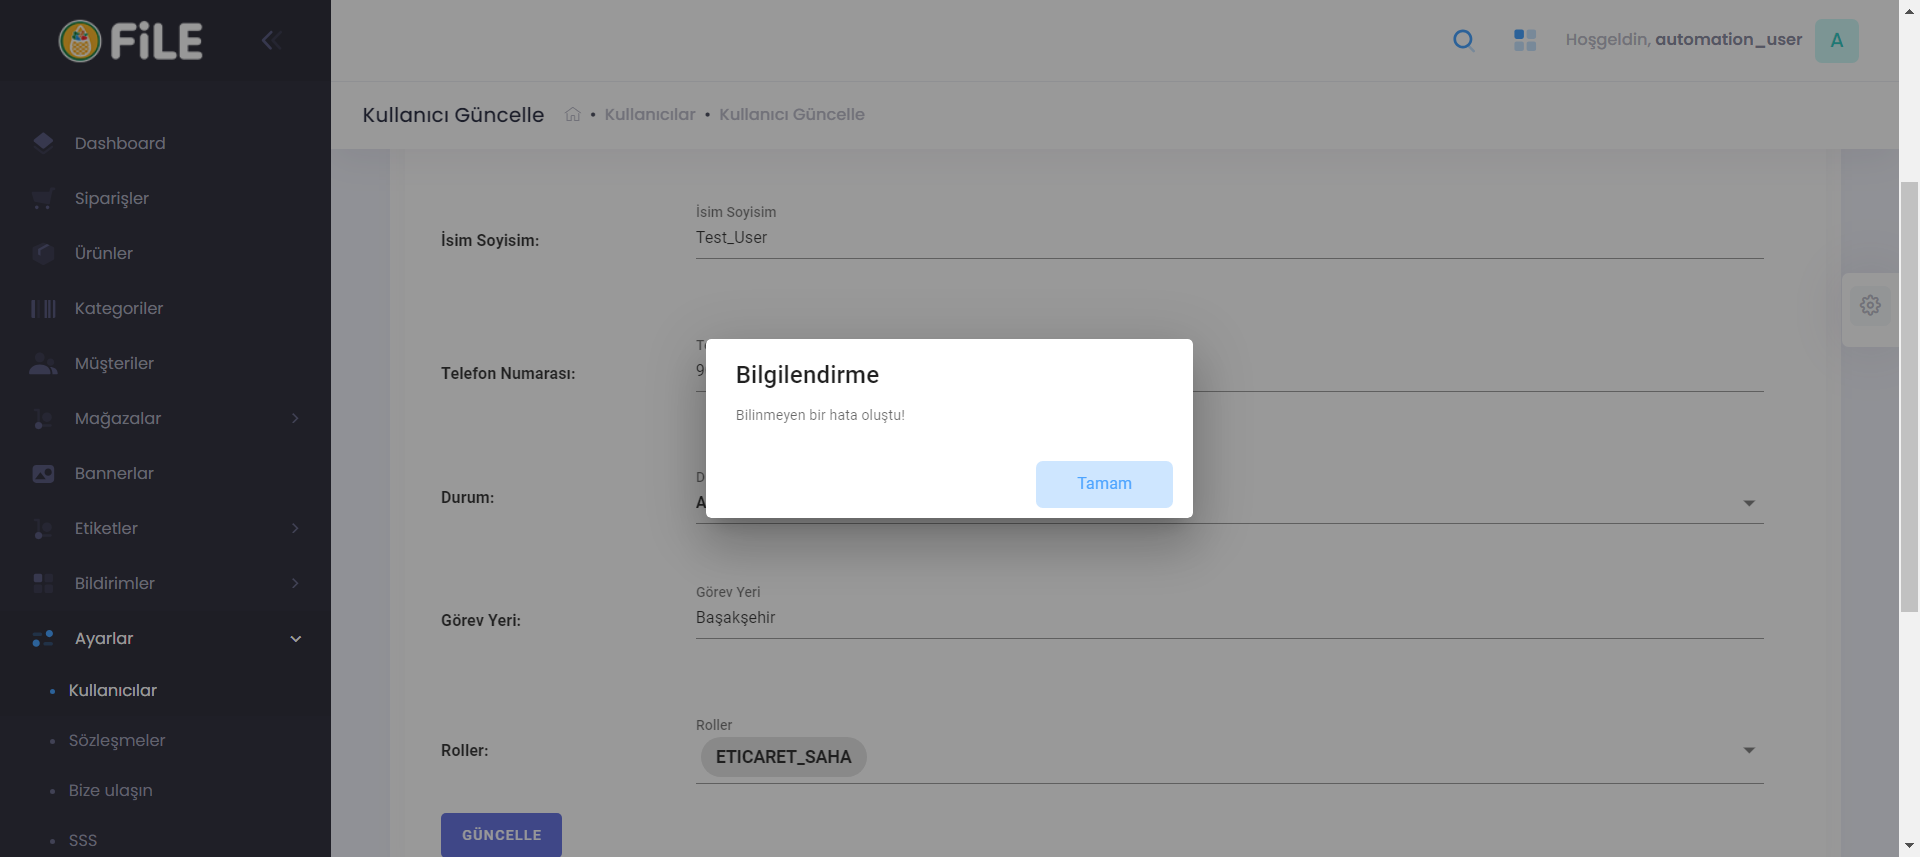 FiLE
Hoşgeldin, automation_user
A
Kullanıcı Güncelle
Kullanıcılar
Kullanıcı Güncelle
Dashboard
Siparişler
Ürünler
Kategoriler
Müşteriler
Mağazalar
Bannerlar
Etiketler
Bildirimler
Ayarlar
Kullanıcılar
Sözleşmeler
Bize ulaşın
SSS
İsim Soyisim:
İsim Soyisim
Test_User
Telefon Numarası:
Bilgilendirme
Bilinmeyen bir hata oluştu!
Tamam
Durum:
Görev Yeri:
Görev Yeri
Başakşehir
Roller:
Roller
ETICARET_SAHA
GÜNCELLE